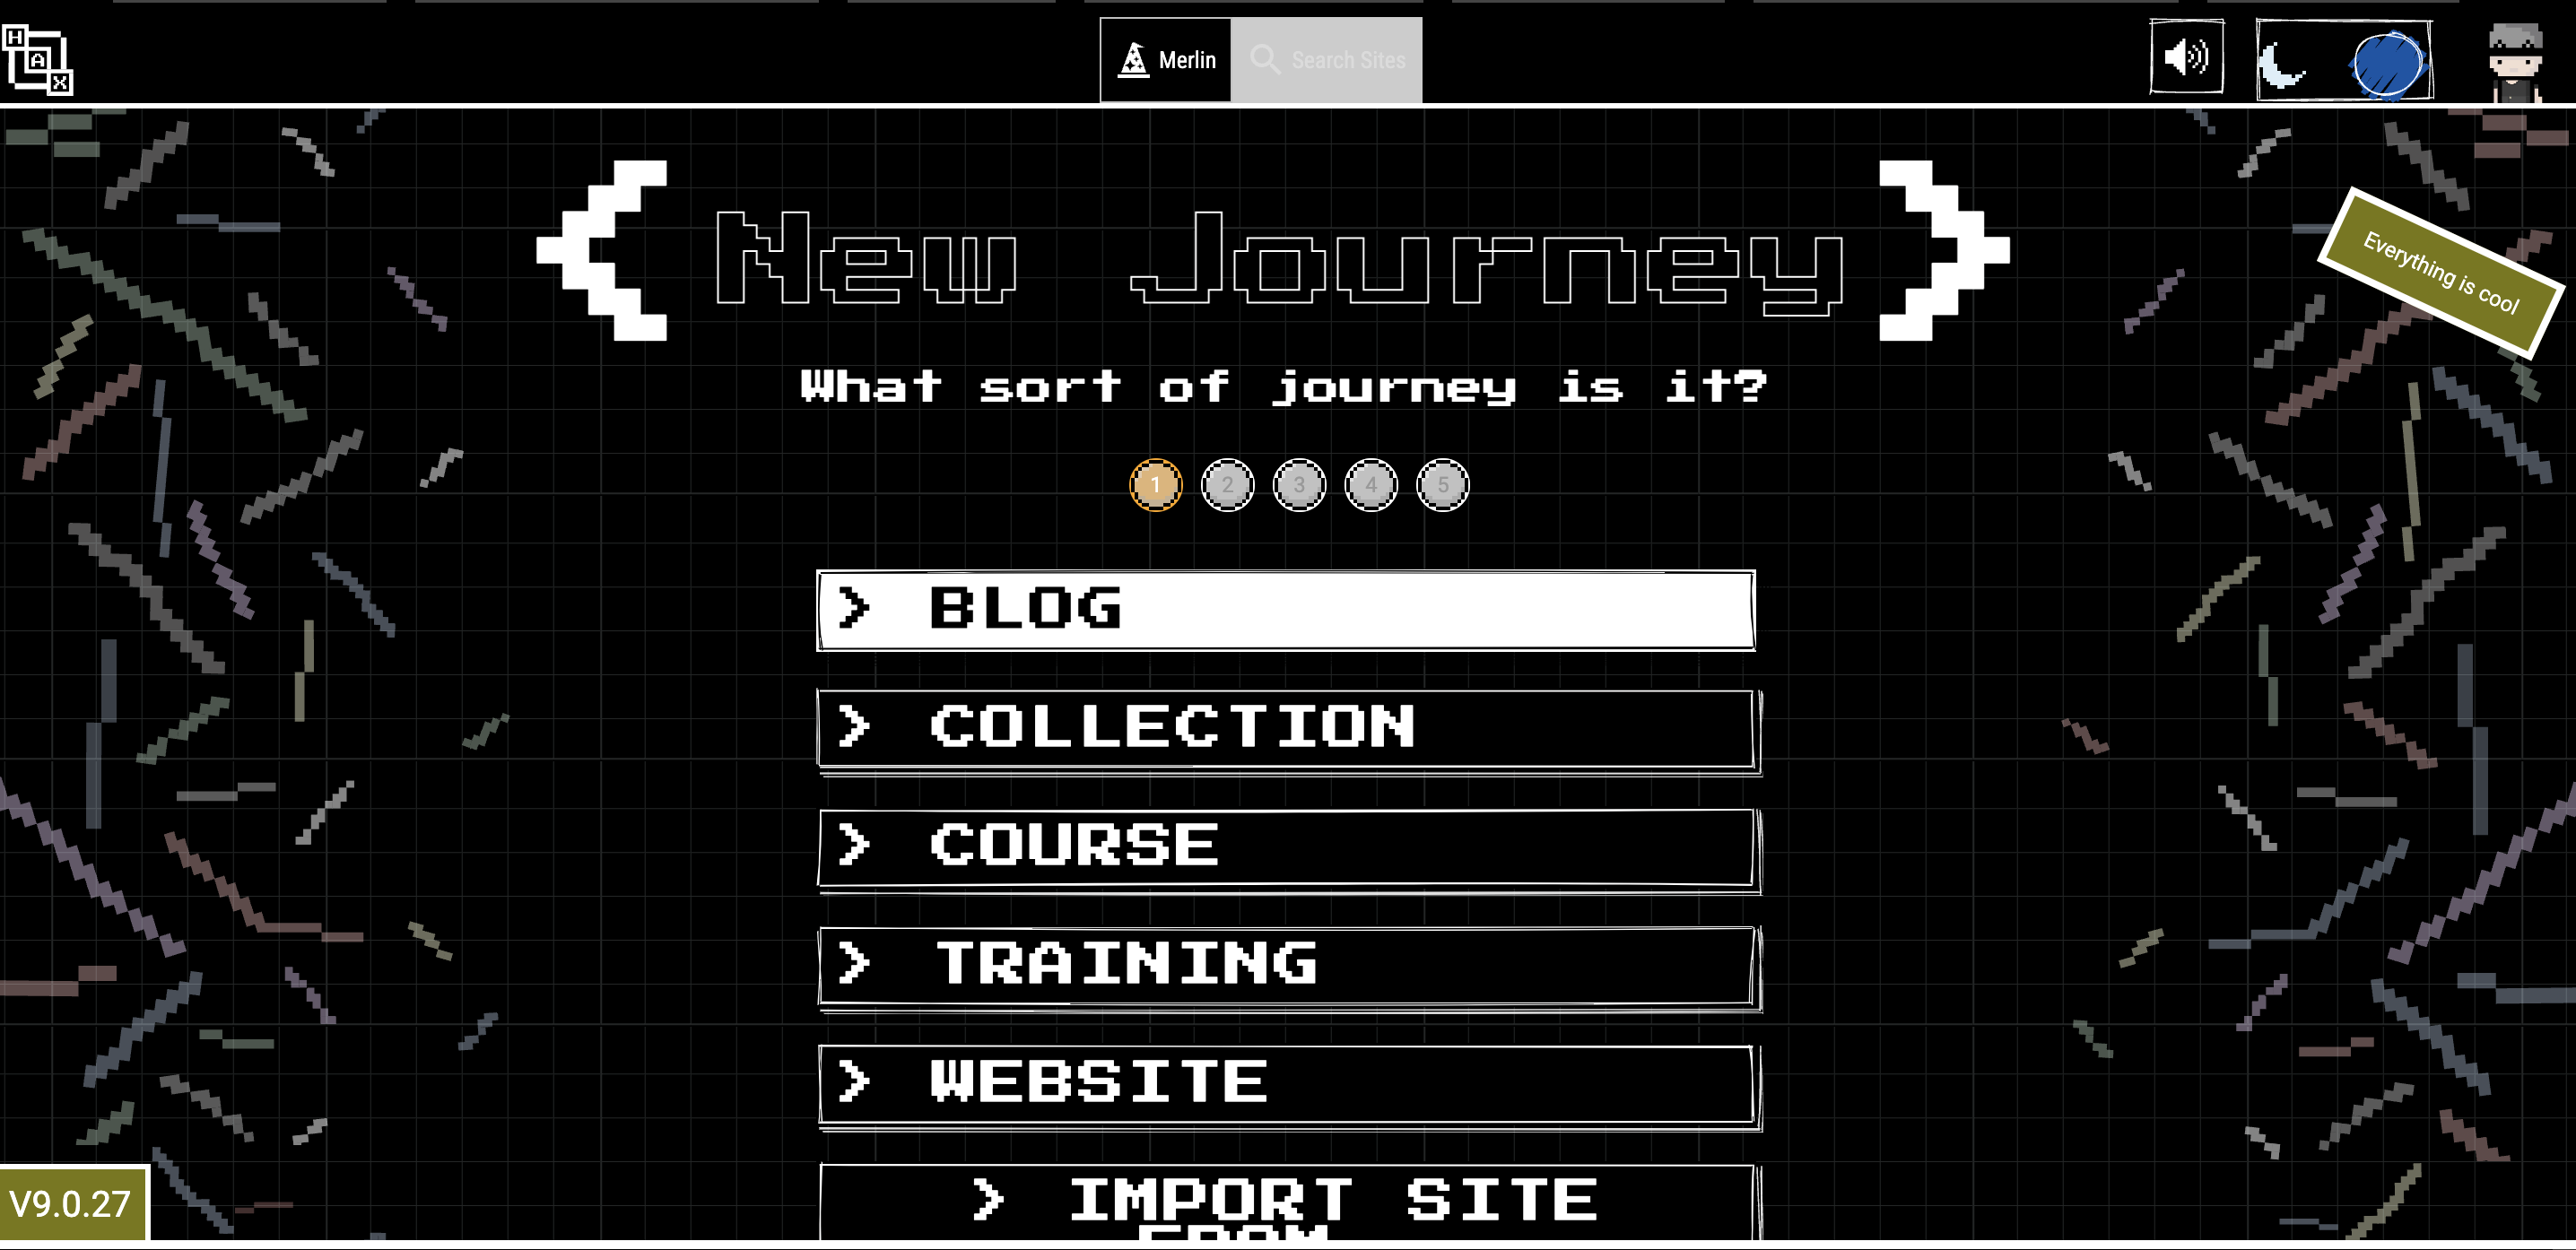 H
A
X
Merlin
Search Sites
New Journey
Everything is cool
What sort of journey is it?
1 2 3 4 5
> BLOG
> COLLECTION
> COURSE
> TRAINING
> WEBSITE
> IMPORT SITE
V9.0.27